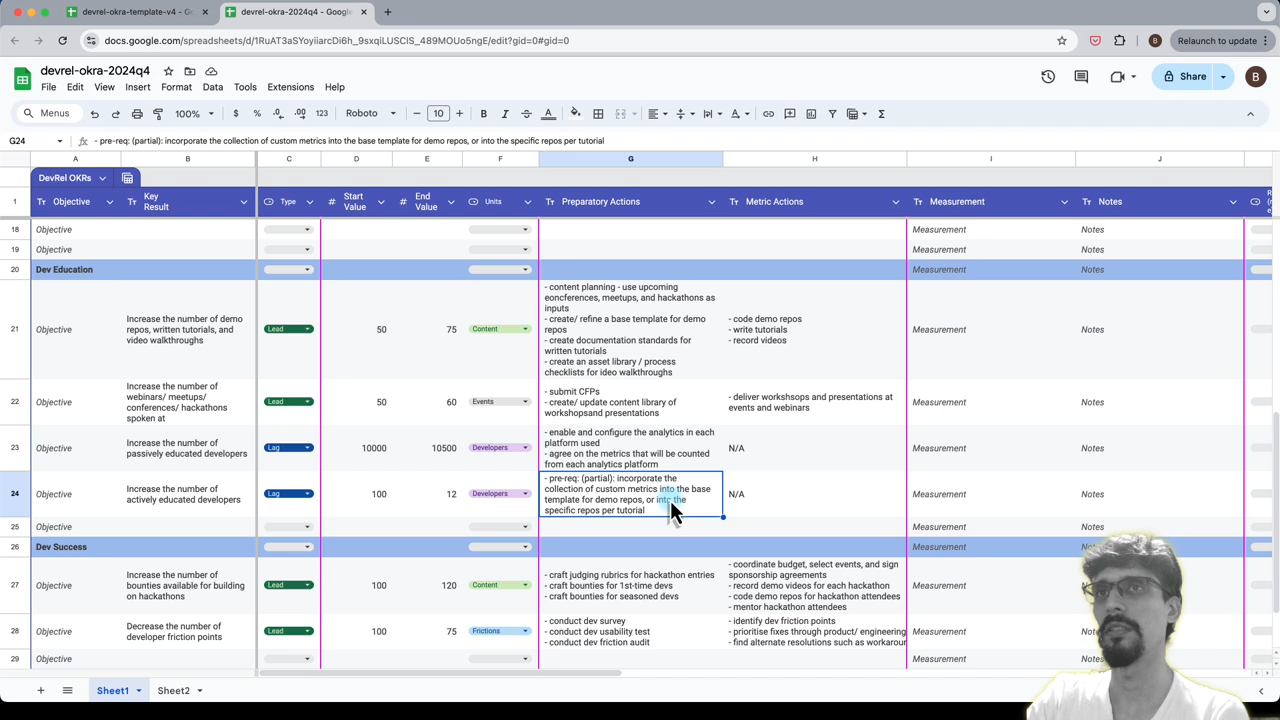 devrel-okra-template-v4 - Goog
devrel-okra-2024q4 - Google
docs.google.com/spreadsheets/d/1RuAT3aSYoyiiarcDi6h_9sxqiLUSClS_489MOUo5ngE/edit?gid=0#gid=0
B
Relaunch to update
devrel-okra-2024q4
File Edit View Insert Format Data Tools Extensions Help
Share
B
Menus
100%
$ % .0 .00 123
Roboto
10
B I A
G24
fx
- pre-req: (partial): incorporate the collection of custom metrics into the base template for demo repos, or into the specific repos per tutorial
A B C D E F G H I J
DevRel OKRs
1
Objective
Key
Result
Type
Start
Value
End
Value
Units
Preparatory Actions
Metric Actions
Measurement
Notes
18
Objective
Measurement
Notes
19
Objective
Measurement
Notes
20
Dev Education
Measurement
Notes
21
Objective
Increase the number of demo
repos, written tutorials, and
video walkthroughs
Lead
50
75
Content
- content planning - use upcoming
eoncferences, meetups, and hackathons as
inputs
- create/ refine a base template for demo
repos
- create documentation standards for
written tutorials
- create an asset library / process
checklists for ideo walkthroughs
- code demo repos
- write tutorials
- record videos
Measurement
Notes
22
Objective
Increase the number of
webinars/ meetups/
conferences/ hackathons
spoken at
Lead
50
60
Events
- submit CFPs
- create/ update content library of
workshopsand presentations
- deliver workshsops and presentations at
events and webinars
Measurement
Notes
23
Objective
Increase the number of
passively educated developers
Lag
10000
10500
Developers
- enable and configure the analytics in each
platform used
- agree on the metrics that will be counted
from each analytics platform
N/A
Measurement
Notes
24
Objective
Increase the number of
actively educated developers
Lag
100
12
Developers
- pre-req: (partial): incorporate the
collection of custom metrics into the base
template for demo repos, or into the
specific repos per tutorial
N/A
Measurement
Notes
25
Objective
Measurement
Notes
26
Dev Success
Measurement
Notes
27
Objective
Increase the number of
bounties available for building
on hackathons
Lead
100
120
Content
- craft judging rubrics for hackathon entries
- craft bounties for 1st-time devs
- craft bounties for seasoned devs
- coordinate budget, select events, and sign
sponsorship agreements
- record demo videos for each hackathon
- code demo repos for hackathon attendees
- mentor hackathon attendees
Measurement
Notes
28
Objective
Decrease the number of
developer friction points
Lead
100
75
Frictions
- conduct dev survey
- conduct dev usability test
- conduct dev friction audit
- identify dev friction points
- prioritise fixes through product/ engineering
- find alternate resolutions such as workaroun
Measurement
29
Objective
Measurement
Sheet1
Sheet2